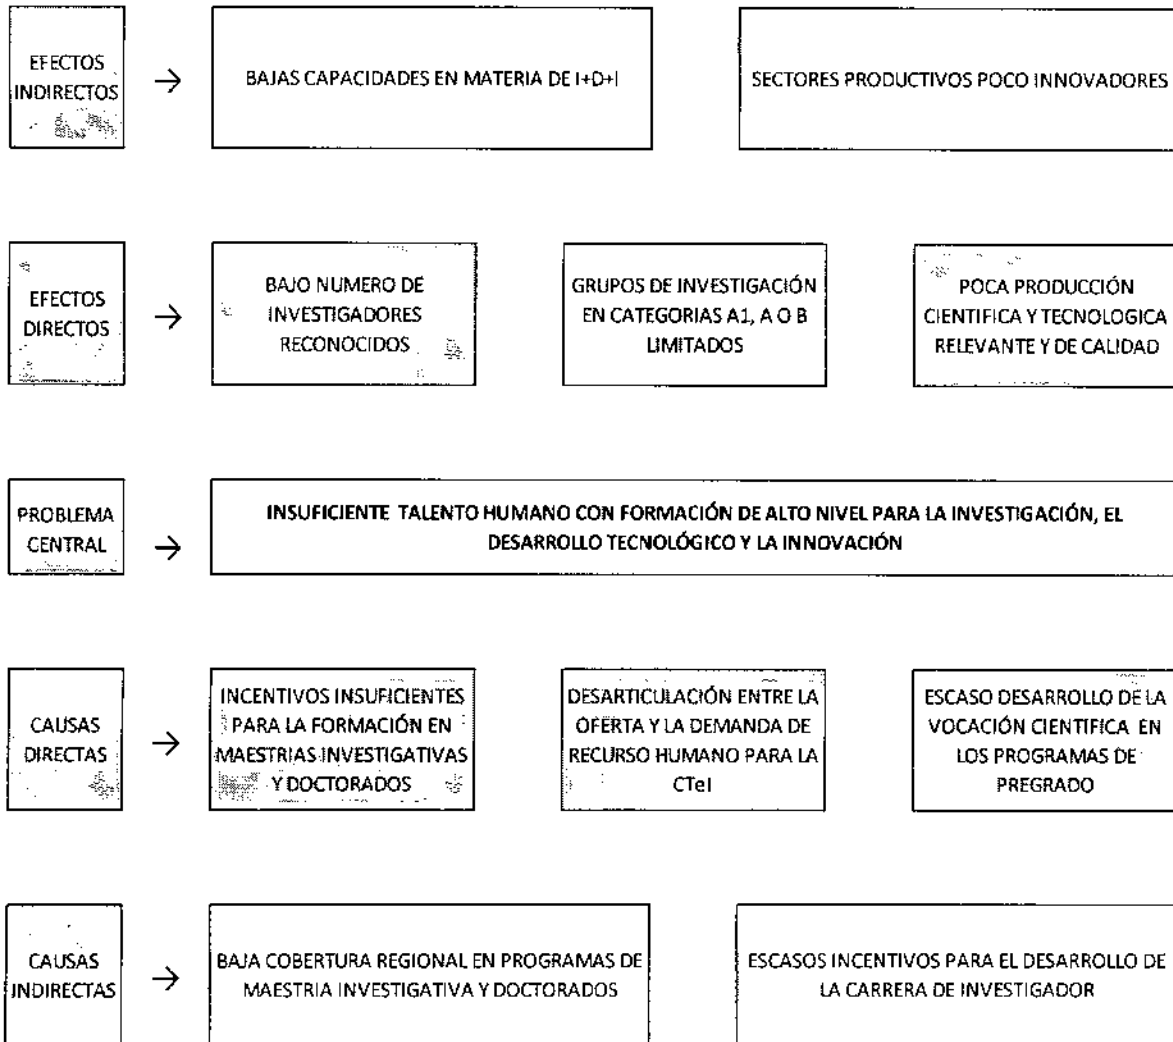 EFECTOS
INDIRECTOS
→
BAJAS CAPACIDADES EN MATERIA DE I+D+I
SECTORES PRODUCTIVOS POCO INNOVADORES
EFECTOS
DIRECTOS
→
BAJO NUMERO DE
INVESTIGADORES
RECONOCIDOS
GRUPOS DE INVESTIGACIÓN
EN CATEGORIAS A1, A O B
LIMITADOS
POCA PRODUCCIÓN
CIENTIFICA Y TECNOLOGICA
RELEVANTE Y DE CALIDAD
PROBLEMA
CENTRAL
→
INSUFICIENTE TALENTO HUMANO CON FORMACIÓN DE ALTO NIVEL PARA LA INVESTIGACIÓN, EL
DESARROLLO TECNOLÓGICO Y LA INNOVACIÓN
CAUSAS
DIRECTAS
→
INCENTIVOS INSUFICIENTES
PARA LA FORMACIÓN EN
MAESTRIAS INVESTIGATIVAS
Y DOCTORADOS
DESARTICULACIÓN ENTRE LA
OFERTA Y LA DEMANDA DE
RECURSO HUMANO PARA LA
CTeI
ESCASO DESARROLLO DE LA
VOCACIÓN CIENTIFICA EN
LOS PROGRAMAS DE
PREGRADO
CAUSAS
INDIRECTAS
→
BAJA COBERTURA REGIONAL EN PROGRAMAS DE
MAESTRIA INVESTIGATIVA Y DOCTORADOS
ESCASOS INCENTIVOS PARA EL DESARROLLO DE
LA CARRERA DE INVESTIGADOR